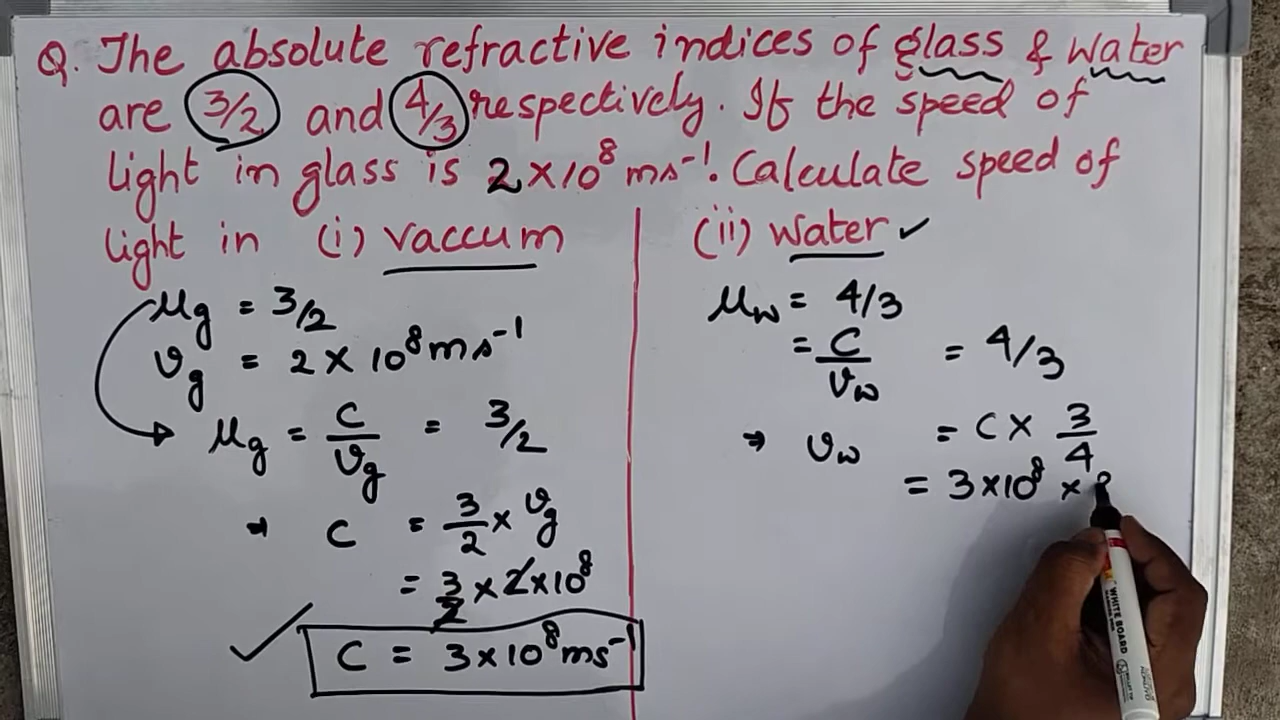 Q. The absolute refractive indices of glass & water
are 3/2 and 4/3 respectively. If the speed of
light in glass is 2×10⁸ ms⁻¹. Calculate speed of
light in (i) vaccum
(ii) water ✓
μg = 3/2
vg = 2 × 10⁸ ms⁻¹
μg = C/vg = 3/2
⇒ C = 3/2 × vg
= 3/2 × 2×10⁸
C = 3×10⁸ ms⁻¹
μw = 4/3
= C/vw = 4/3
⇒ vw = C × 3/4
= 3×10⁸ ×
WHITE BOARD